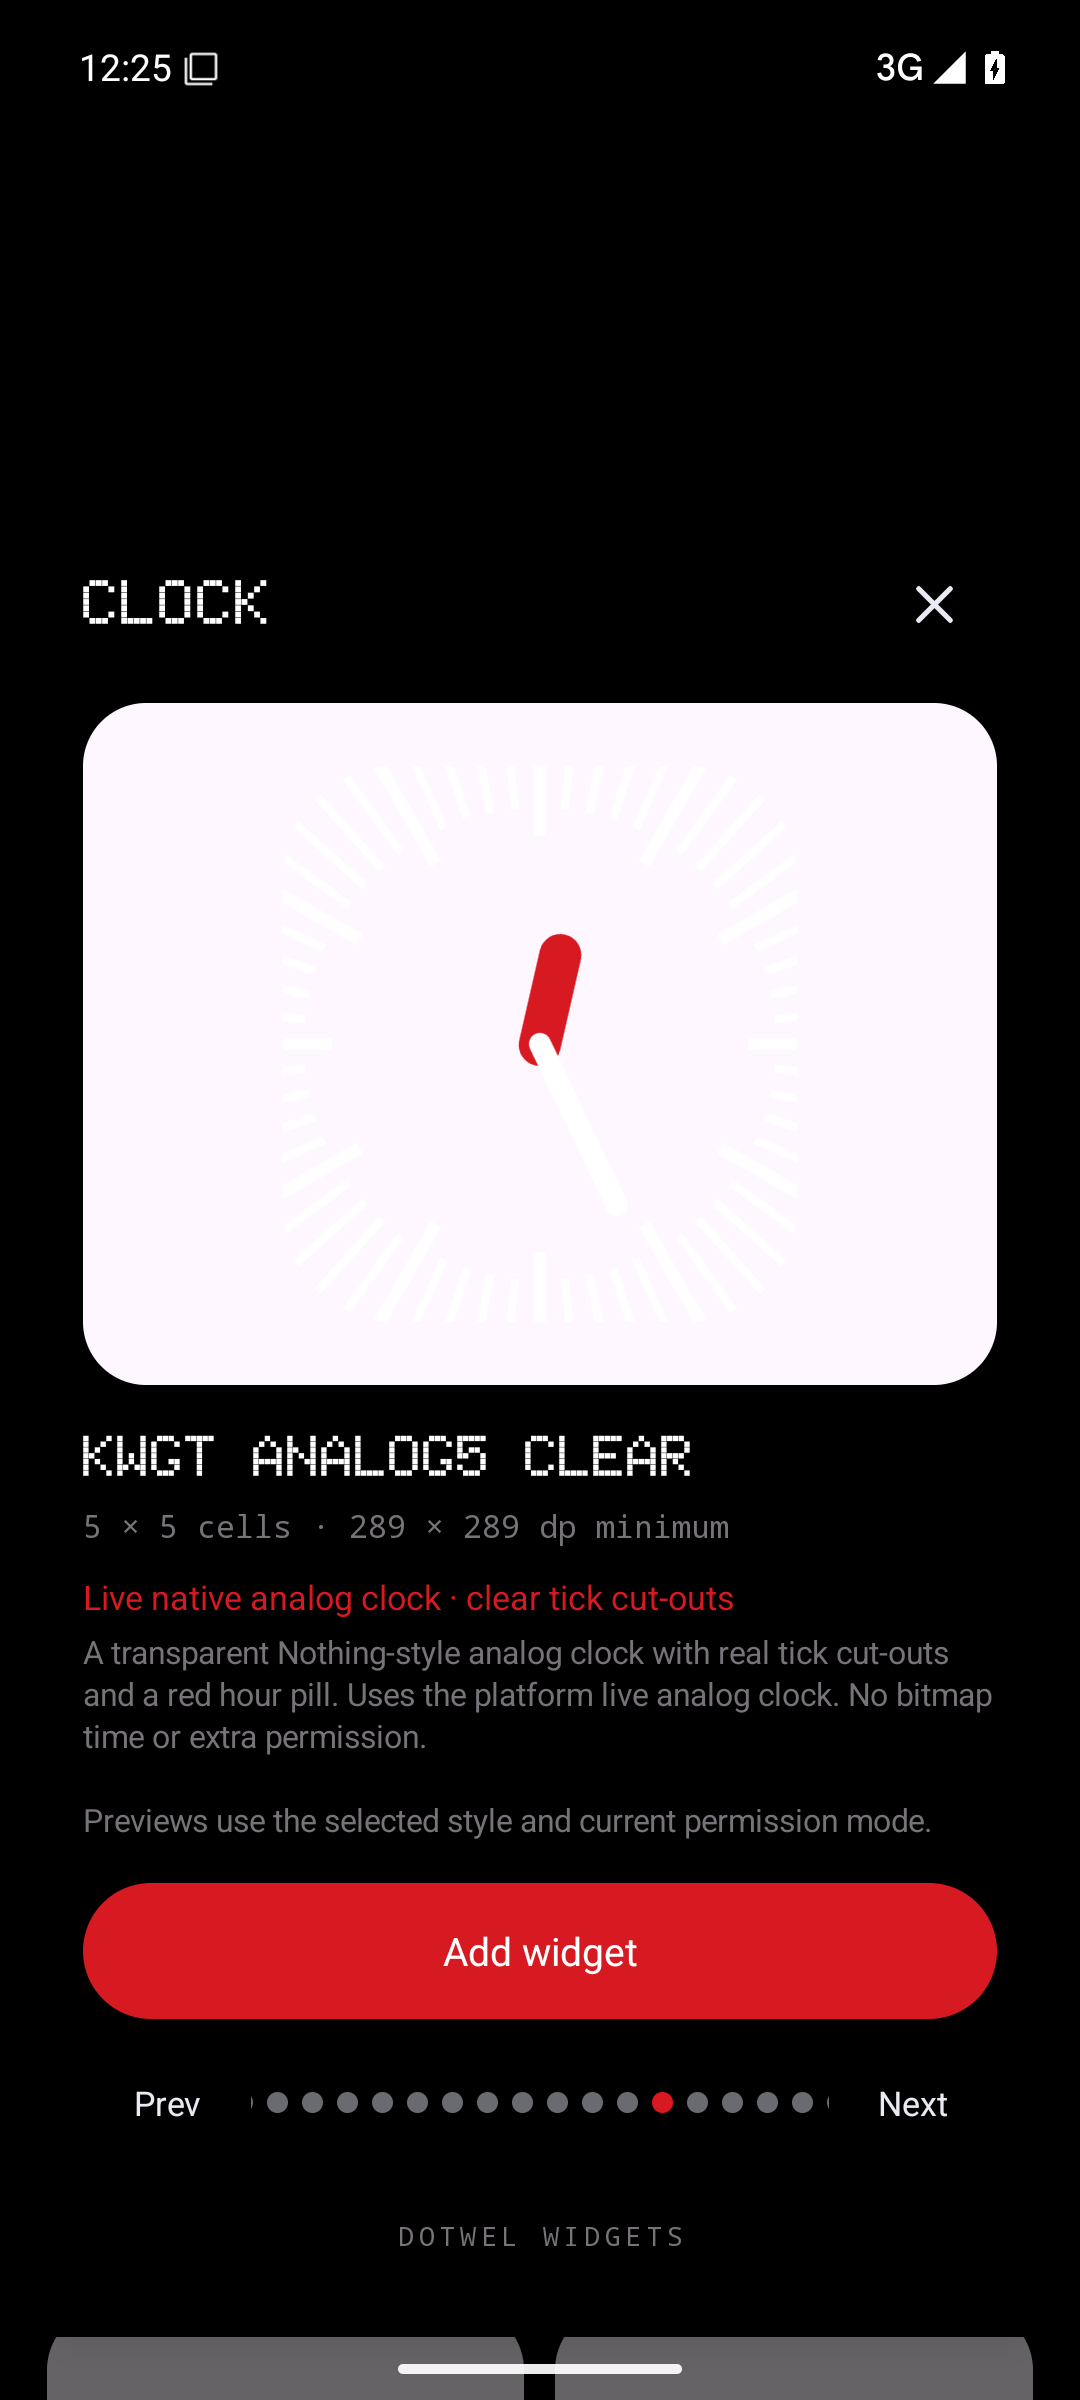 12:25
3G
CLOCK
KWGT ANALOG5 CLEAR
5 × 5 cells · 289 × 289 dp minimum
Live native analog clock · clear tick cut-outs
A transparent Nothing-style analog clock with real tick cut-outs
and a red hour pill. Uses the platform live analog clock. No bitmap
time or extra permission.
Previews use the selected style and current permission mode.
Add widget
Prev
Next
DOTWEL WIDGETS